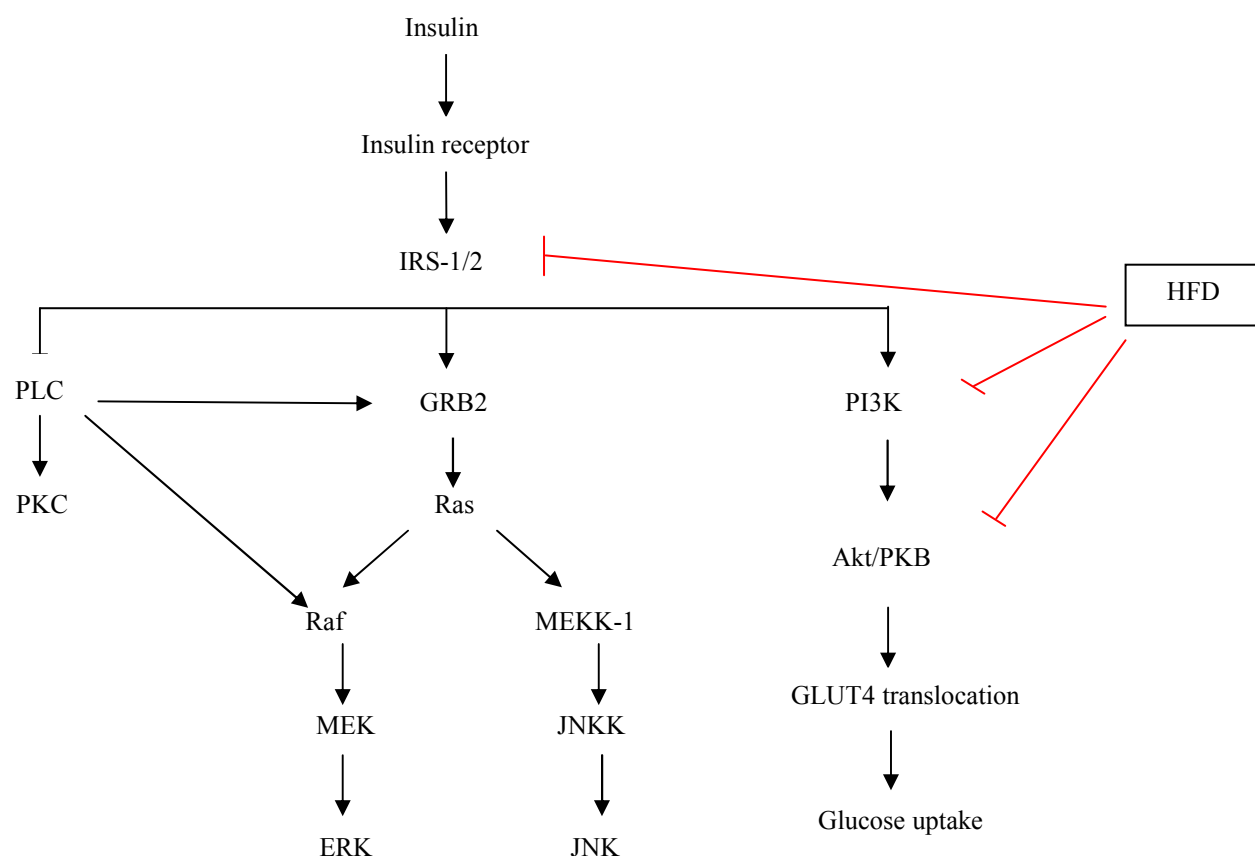 Insulin
Insulin receptor
IRS-1/2
HFD
PLC
GRB2
PI3K
PKC
Ras
Akt/PKB
Raf
MEKK-1
GLUT4 translocation
MEK
JNKK
Glucose uptake
ERK
JNK